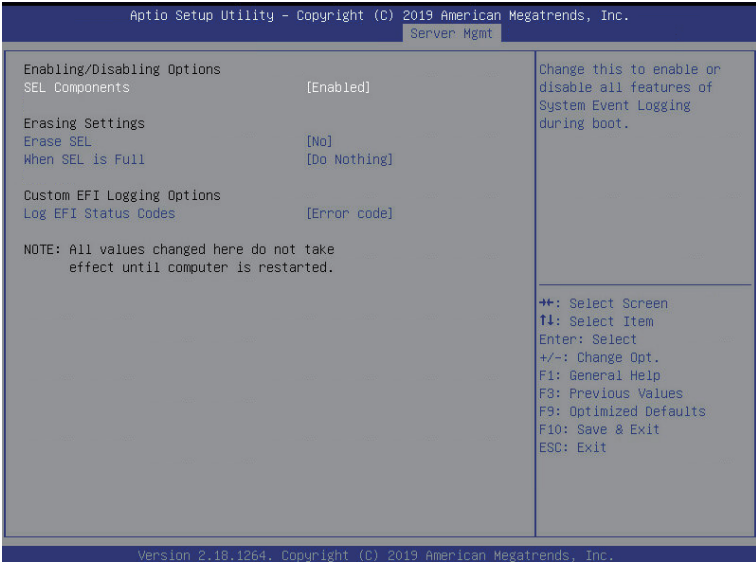 Aptio Setup Utility – Copyright (C) 2019 American Megatrends, Inc.
Server Mgmt
Enabling/Disabling Options
SEL Components [Enabled]
Erasing Settings
Erase SEL [No]
When SEL is Full [Do Nothing]
Custom EFI Logging Options
Log EFI Status Codes [Error code]
NOTE: All values changed here do not take
effect until computer is restarted.
Change this to enable or
disable all features of
System Event Logging
during boot.
→←: Select Screen
↑↓: Select Item
Enter: Select
+/-: Change Opt.
F1: General Help
F3: Previous Values
F9: Optimized Defaults
F10: Save & Exit
ESC: Exit
Version 2.18.1264. Copyright (C) 2019 American Megatrends, Inc.